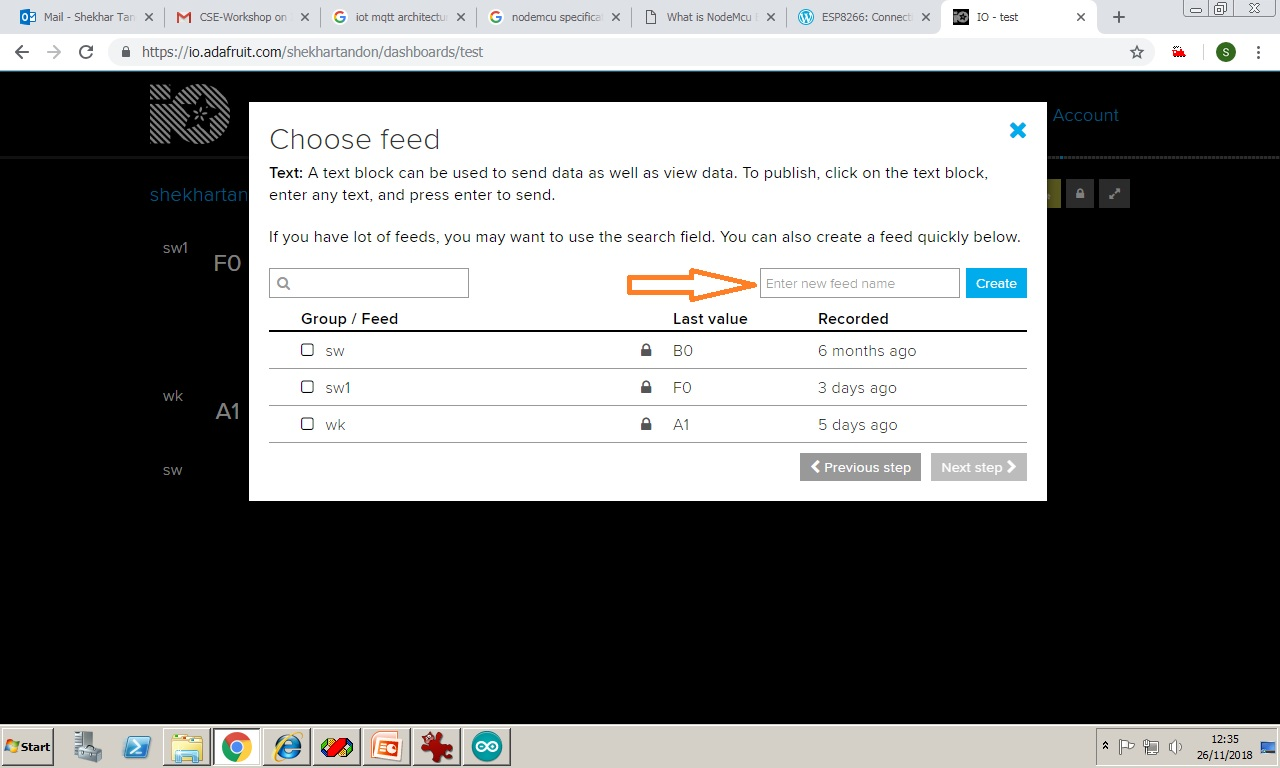 Mail - Shekhar Tan
CSE-Workshop on
iot mqtt architectur
nodemcu specifica
What's NodeMcu
ESP8266: Connecti
IO - test
https://io.adafruit.com/shekhartandon/dashboards/test
S
Account
shekhartan
Choose feed
Text: A text block can be used to send data as well as view data. To publish, click on the text block,
enter any text, and press enter to send.
If you have lot of feeds, you may want to use the search field. You can also create a feed quickly below.
Enter new feed name
Create
Group / Feed Last value Recorded
sw B0 6 months ago
sw1 F0 3 days ago
wk A1 5 days ago
Previous step
Next step
sw1
F0
wk
A1
sw
Start
12:35
26/11/2018